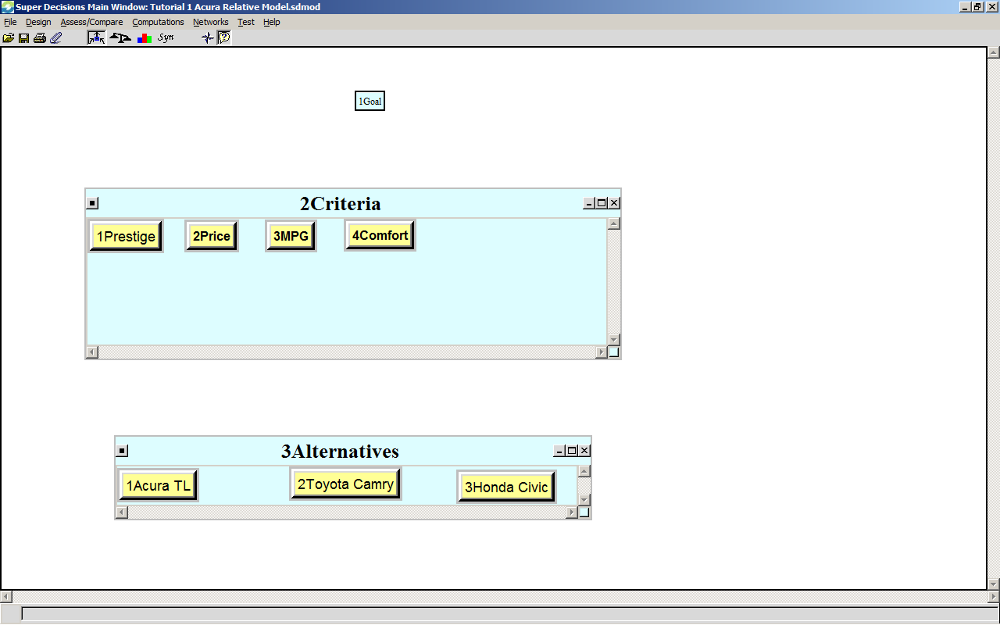 Super Decisions Main Window: Tutorial 1 Acura Relative Model.sdmod
File Design Assess/Compare Computations Networks Test Help
Syn
1Goal
2Criteria
1Prestige 2Price 3MPG 4Comfort
3Alternatives
1Acura TL 2Toyota Camry 3Honda Civic